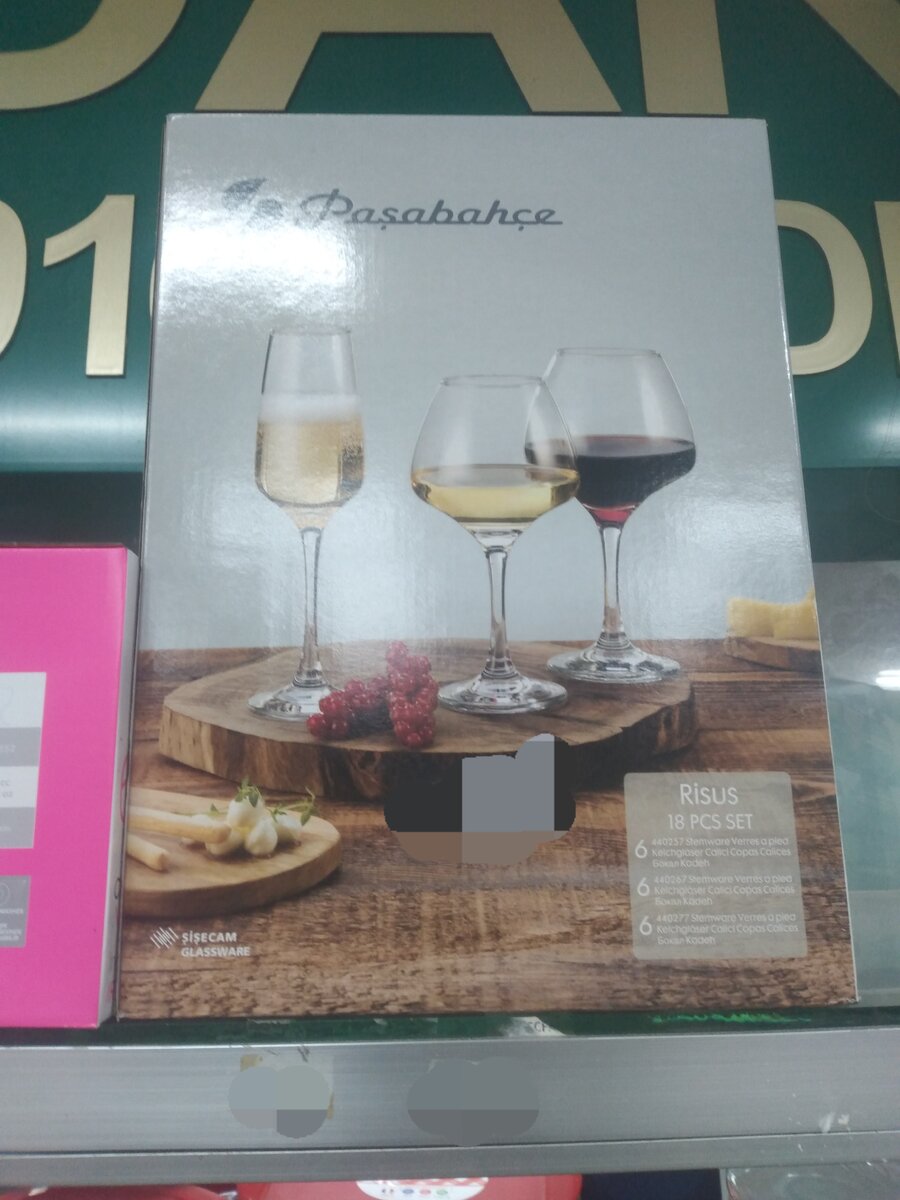 Paşabahçe
Risus
18 PCS SET
6 440257 Stemware Verres a pied
Kelchgläser Calici Copas Calices
Бокал Kadeh
6 440267 Stemware Verres a pied
Kelchgläser Calici Copas Calices
Бокал Kadeh
6 440277 Stemware Verres a pied
Kelchgläser Calici Copas Calices
Бокал Kadeh
ŞİŞECAM
GLASSWARE